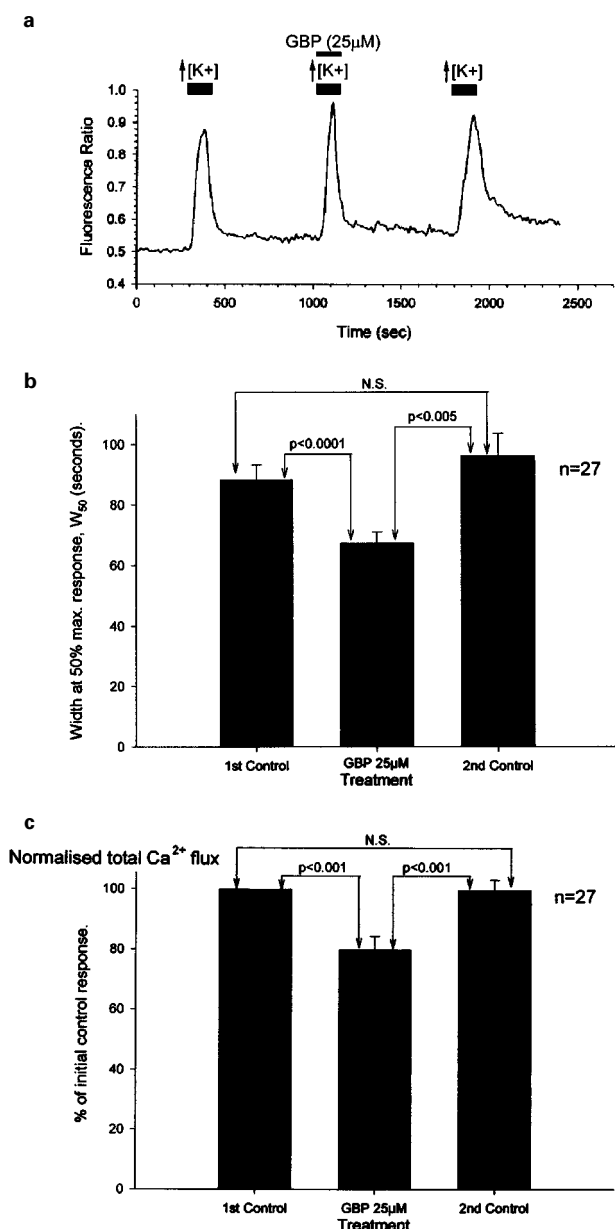 a
GBP (25μM)
[K+] [K+] [K+]
1.0
0.9
0.8
0.7
0.6
0.5
0.4
Fluorescence Ratio
0 500 1000 1500 2000 2500
Time (sec)
b
N.S.
p<0.0001
p<0.005
n=27
100
80
60
40
20
0
Width at 50% max. response, W₅₀ (seconds).
1st Control GBP 25μM 2nd Control
Treatment
c
Normalised total Ca²⁺ flux
N.S.
p<0.001
p<0.001
n=27
100
80
60
40
20
0
% of initial control response.
1st Control GBP 25μM 2nd Control
Treatment